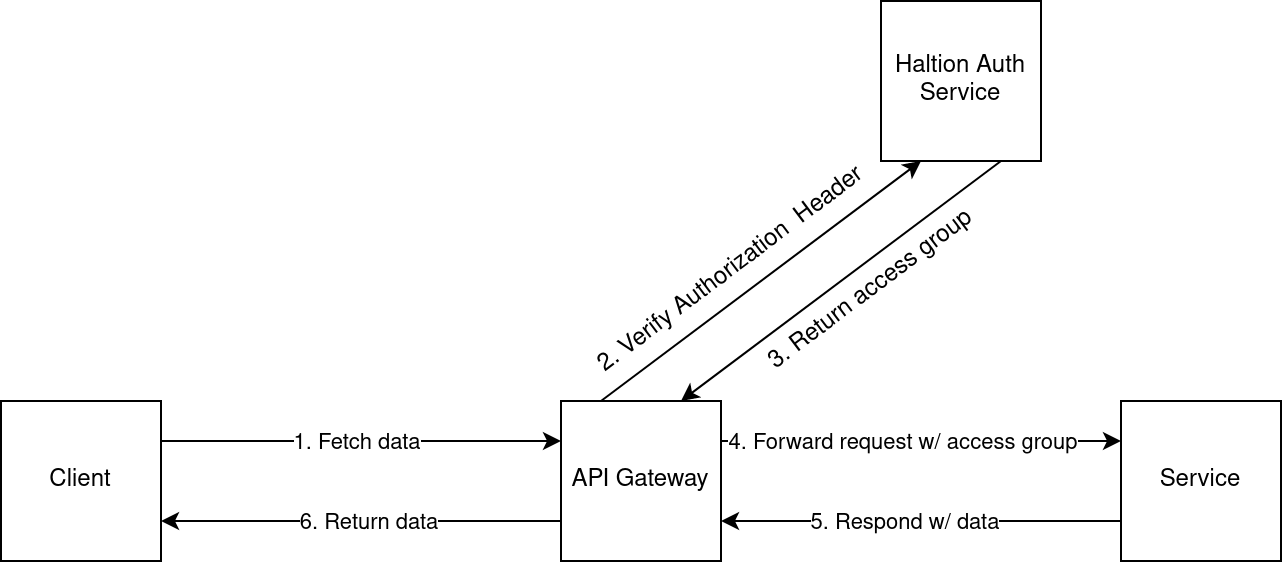 Haltion Auth
Service
2. Verify Authorization  Header
3. Return access group
1. Fetch data
4. Forward request w/ access group
Client
API Gateway
Service
6. Return data
5. Respond w/ data